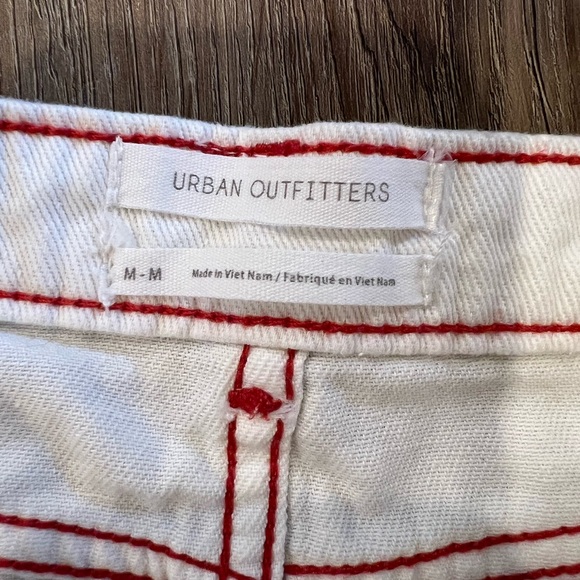 URBAN OUTFITTERS
M - M Made in Viet Nam / Fabriqué en Viet Nam